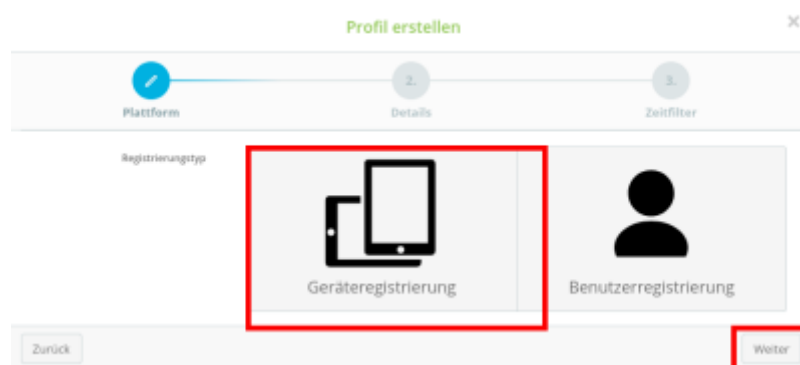 Profil erstellen
×
2.
3.
Plattform
Details
Zeitfilter
Registrierungstyp
Geräteregistrierung
Benutzerregistrierung
Zurück
Weiter